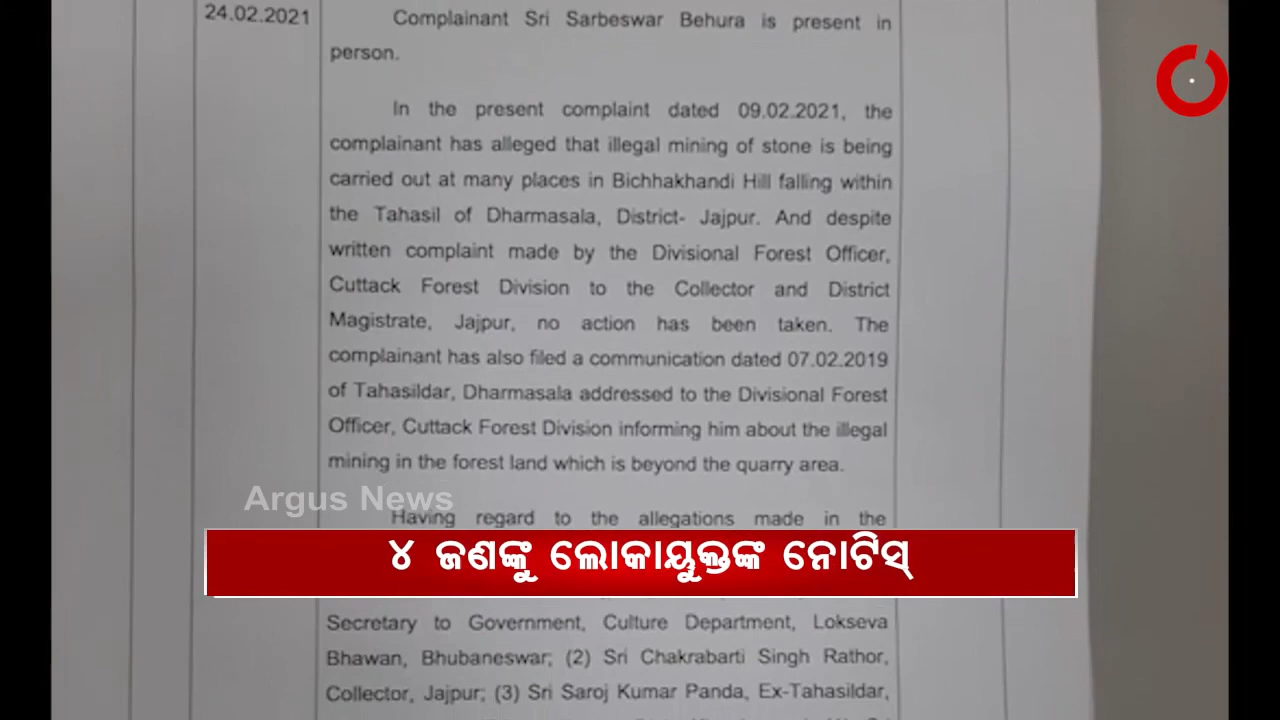 24.02.2021
Complainant Sri Sarbeswar Behura is present in
person.
In the present complaint dated 09.02.2021, the
complainant has alleged that illegal mining of stone is being
carried out at many places in Bichhakhandi Hill falling within
the Tahasil of Dharmasala, District- Jajpur. And despite
written complaint made by the Divisional Forest Officer,
Cuttack Forest Division to the Collector and District
Magistrate, Jajpur, no action has been taken. The
complainant has also filed a communication dated 07.02.2019
of Tahasildar, Dharmasala addressed to the Divisional Forest
Officer, Cuttack Forest Division informing him about the illegal
mining in the forest land which is beyond the quarry area.
Argus News
Having regard to the allegations made in the
୪ ଜଣଙ୍କୁ ଲୋକାୟୁକ୍ତଙ୍କ ନୋଟିସ୍
Secretary to Government, Culture Department, Lokseva
Bhawan, Bhubaneswar; (2) Sri Chakrabarti Singh Rathor,
Collector, Jajpur; (3) Sri Saroj Kumar Panda, Ex-Tahasildar,